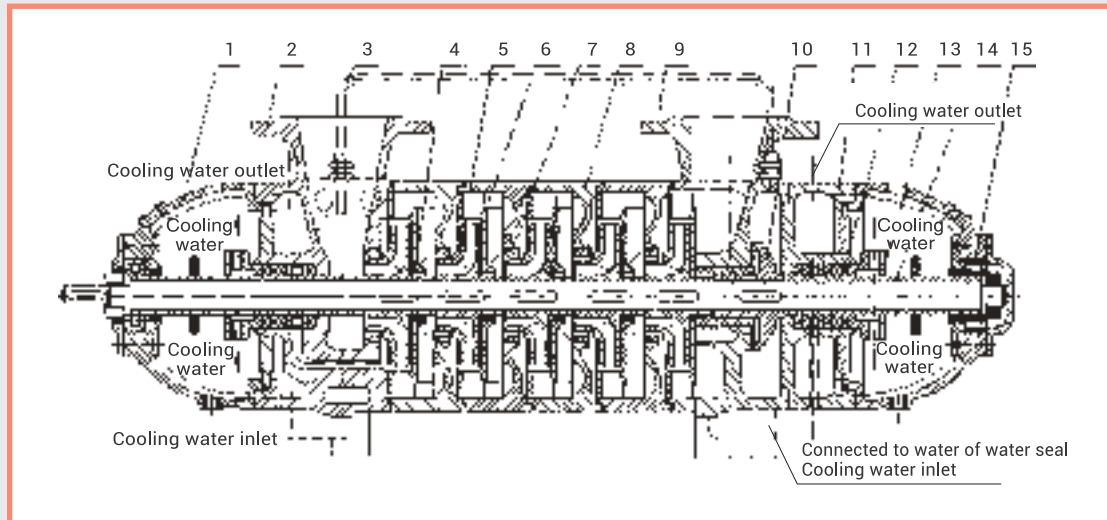 1 2 3 4 5 6 7 8 9 10 11 12 13 14 15
Cooling water outlet
Cooling water outlet
Cooling
water
Cooling
water
Cooling
water
Cooling
water
Cooling water inlet
Connected to water of water seal
Cooling water inlet